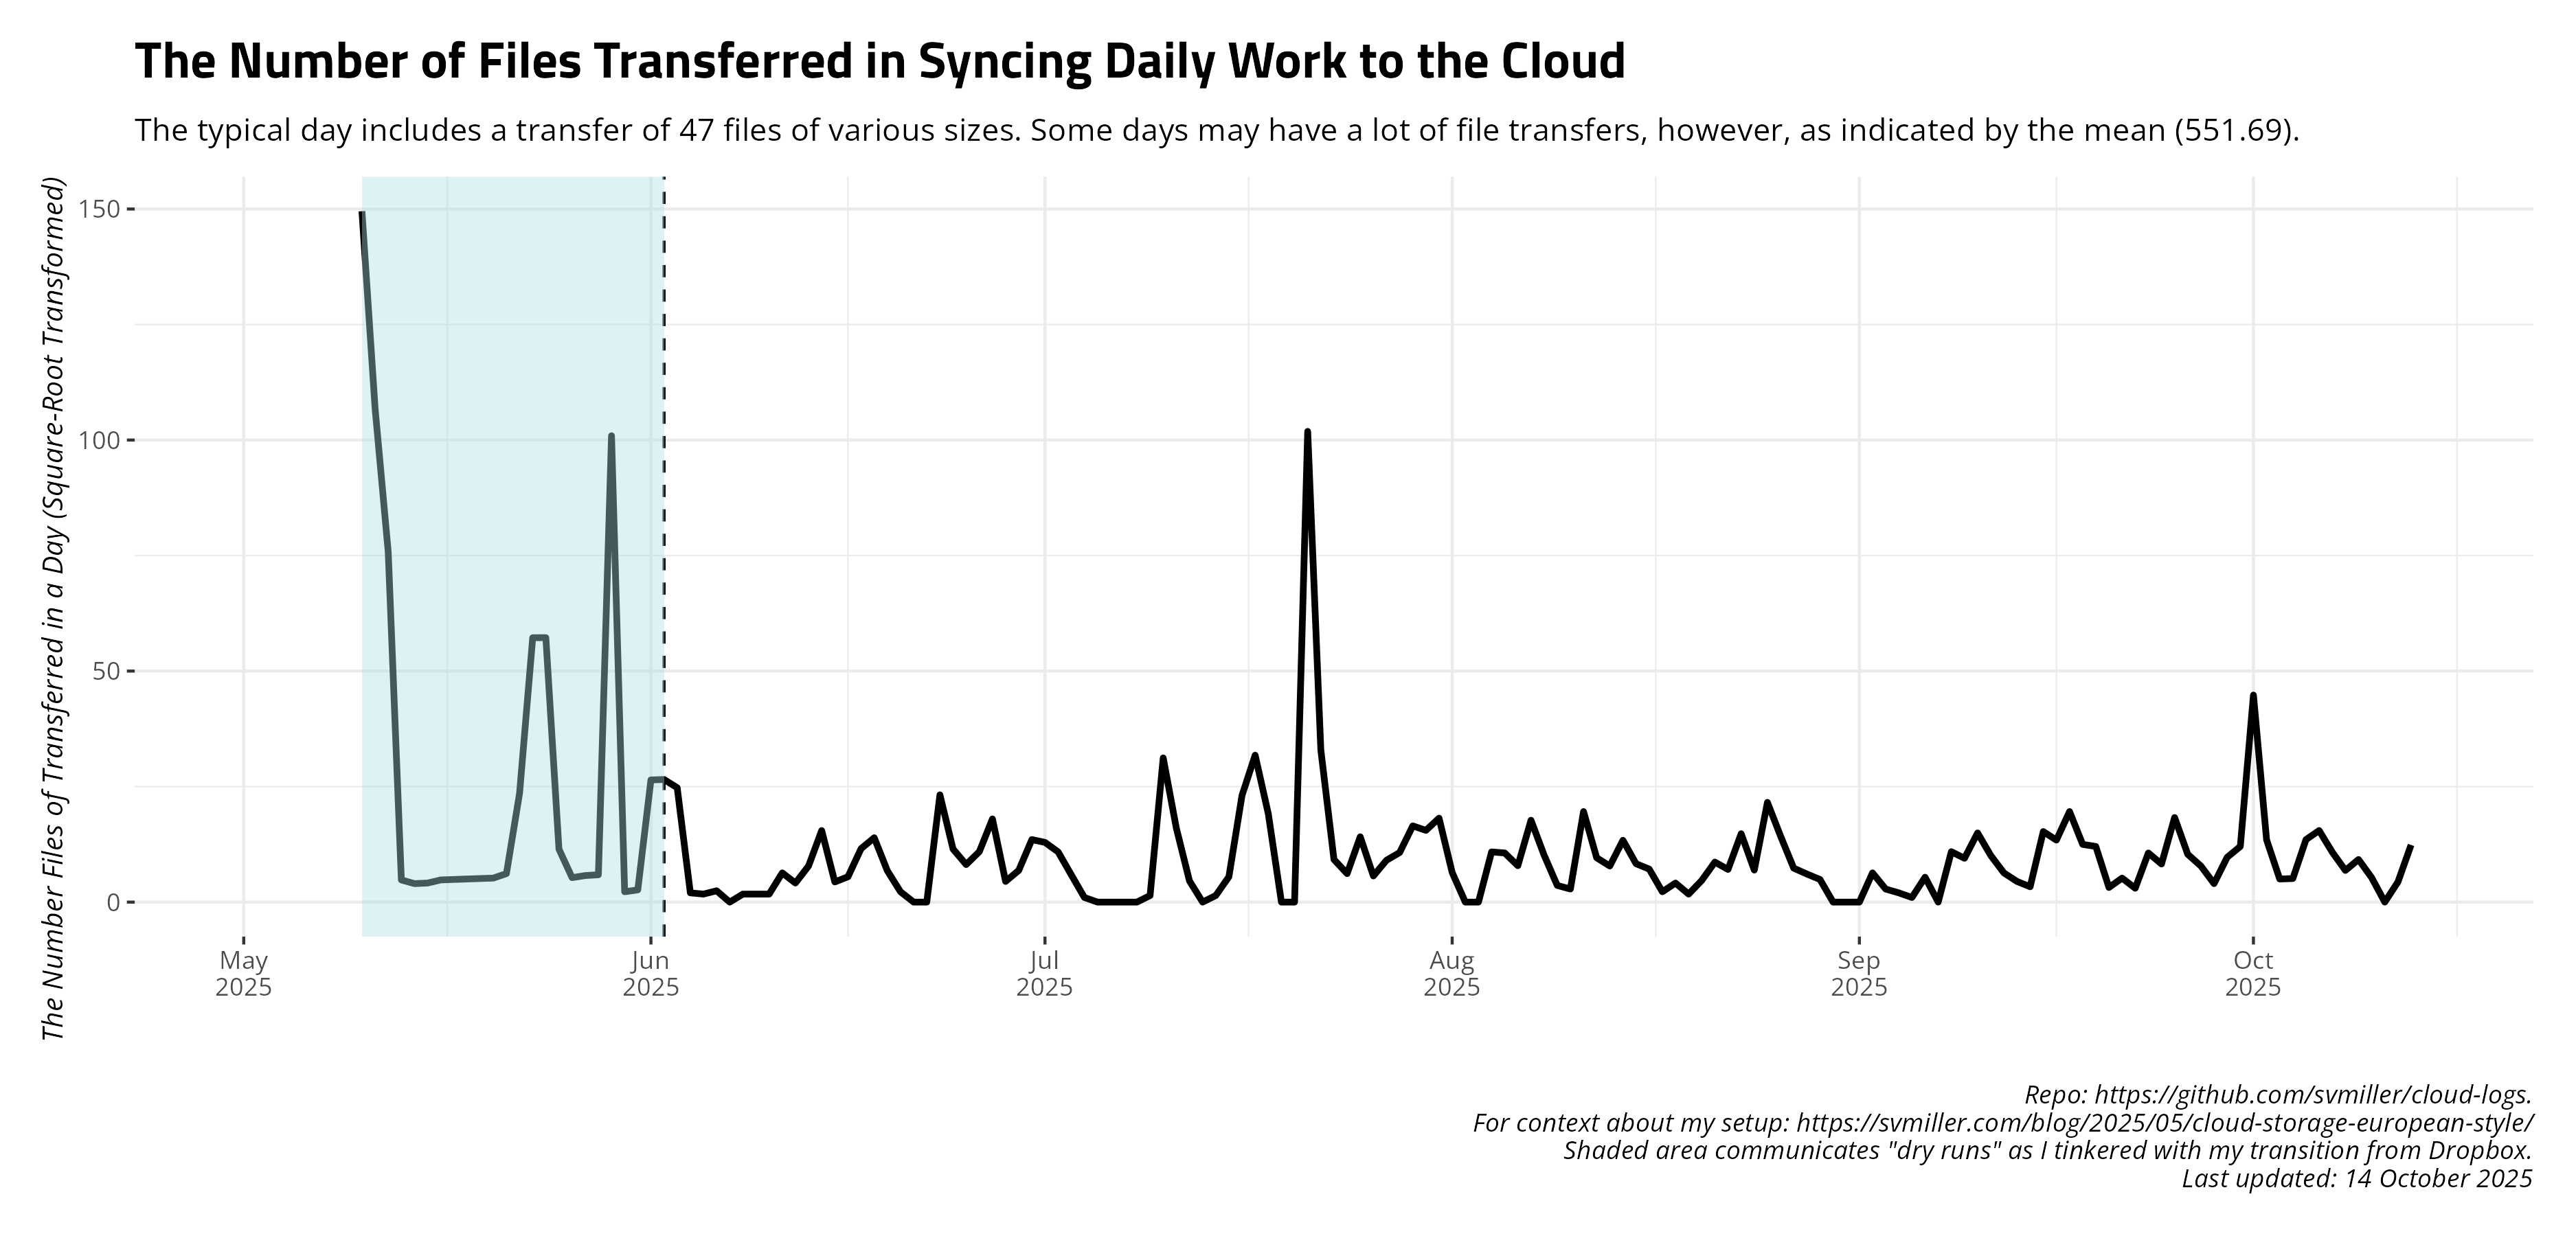 The Number of Files Transferred in Syncing Daily Work to the Cloud
The typical day includes a transfer of 47 files of various sizes. Some days may have a lot of file transfers, however, as indicated by the mean (551.69).
The Number Files of Transferred in a Day (Square-Root Transformed)
150
100
50
0
May
2025
Jun
2025
Jul
2025
Aug
2025
Sep
2025
Oct
2025
Repo: https://github.com/svmiller/cloud-logs.
For context about my setup: https://svmiller.com/blog/2025/05/cloud-storage-european-style/
Shaded area communicates "dry runs" as I tinkered with my transition from Dropbox.
Last updated: 14 October 2025